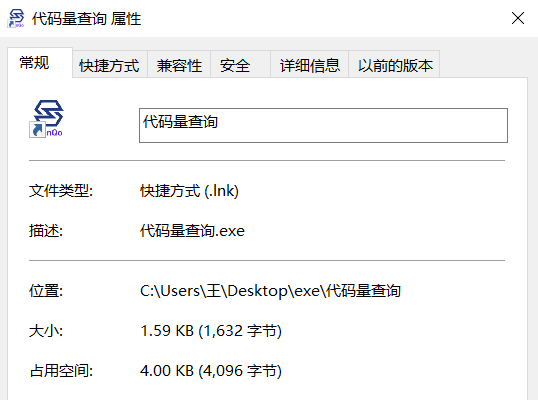 代码量查询 属性
常规 快捷方式 兼容性 安全 详细信息 以前的版本
nQo
代码量查询
文件类型: 快捷方式 (.lnk)
描述: 代码量查询.exe
位置: C:\Users\王\Desktop\exe\代码量查询
大小: 1.59 KB (1,632 字节)
占用空间: 4.00 KB (4,096 字节)